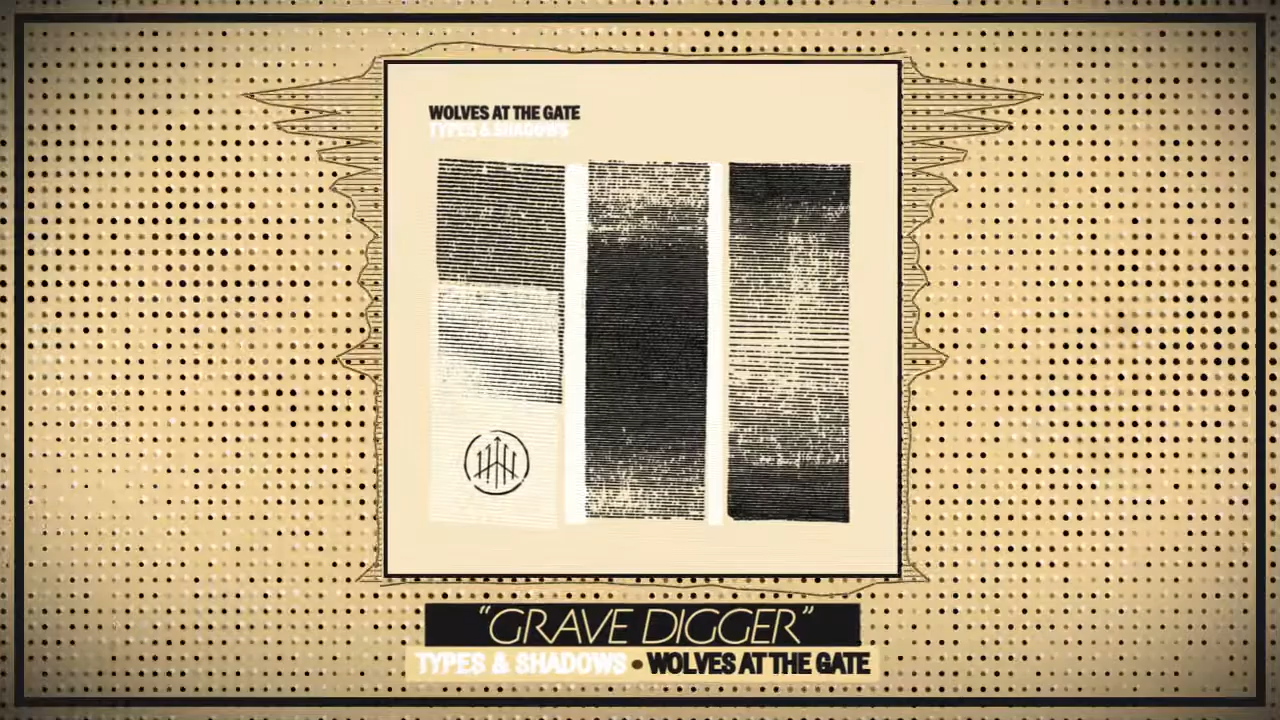 WOLVES AT THE GATE
TYPES & SHADOWS
“GRAVE DIGGER”
TYPES & SHADOWS • WOLVES AT THE GATE